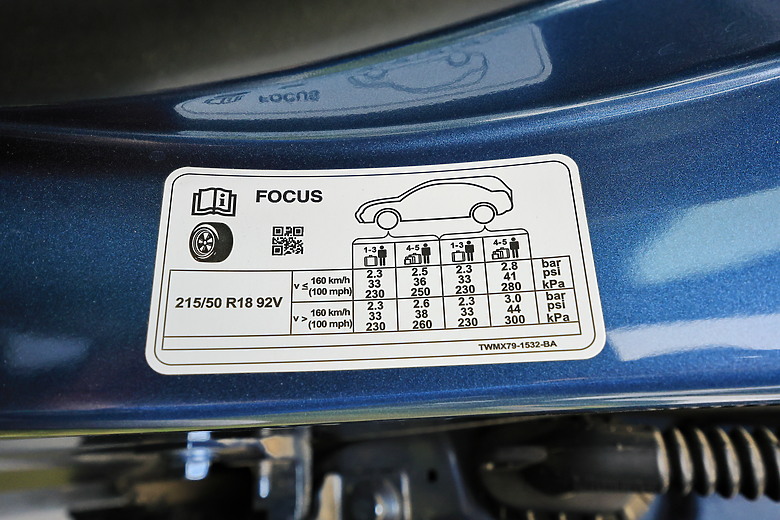 FOCUS
1-3 4-5 1-3 4-5
215/50 R18 92V
v ≤ 160 km/h (100 mph)
2.3 2.5 2.3 2.8 bar
33 36 33 41 psi
230 250 230 280 kPa
v > 160 km/h (100 mph)
2.3 2.6 2.3 3.0 bar
33 38 33 44 psi
230 260 230 300 kPa
TWMX79-1532-BA